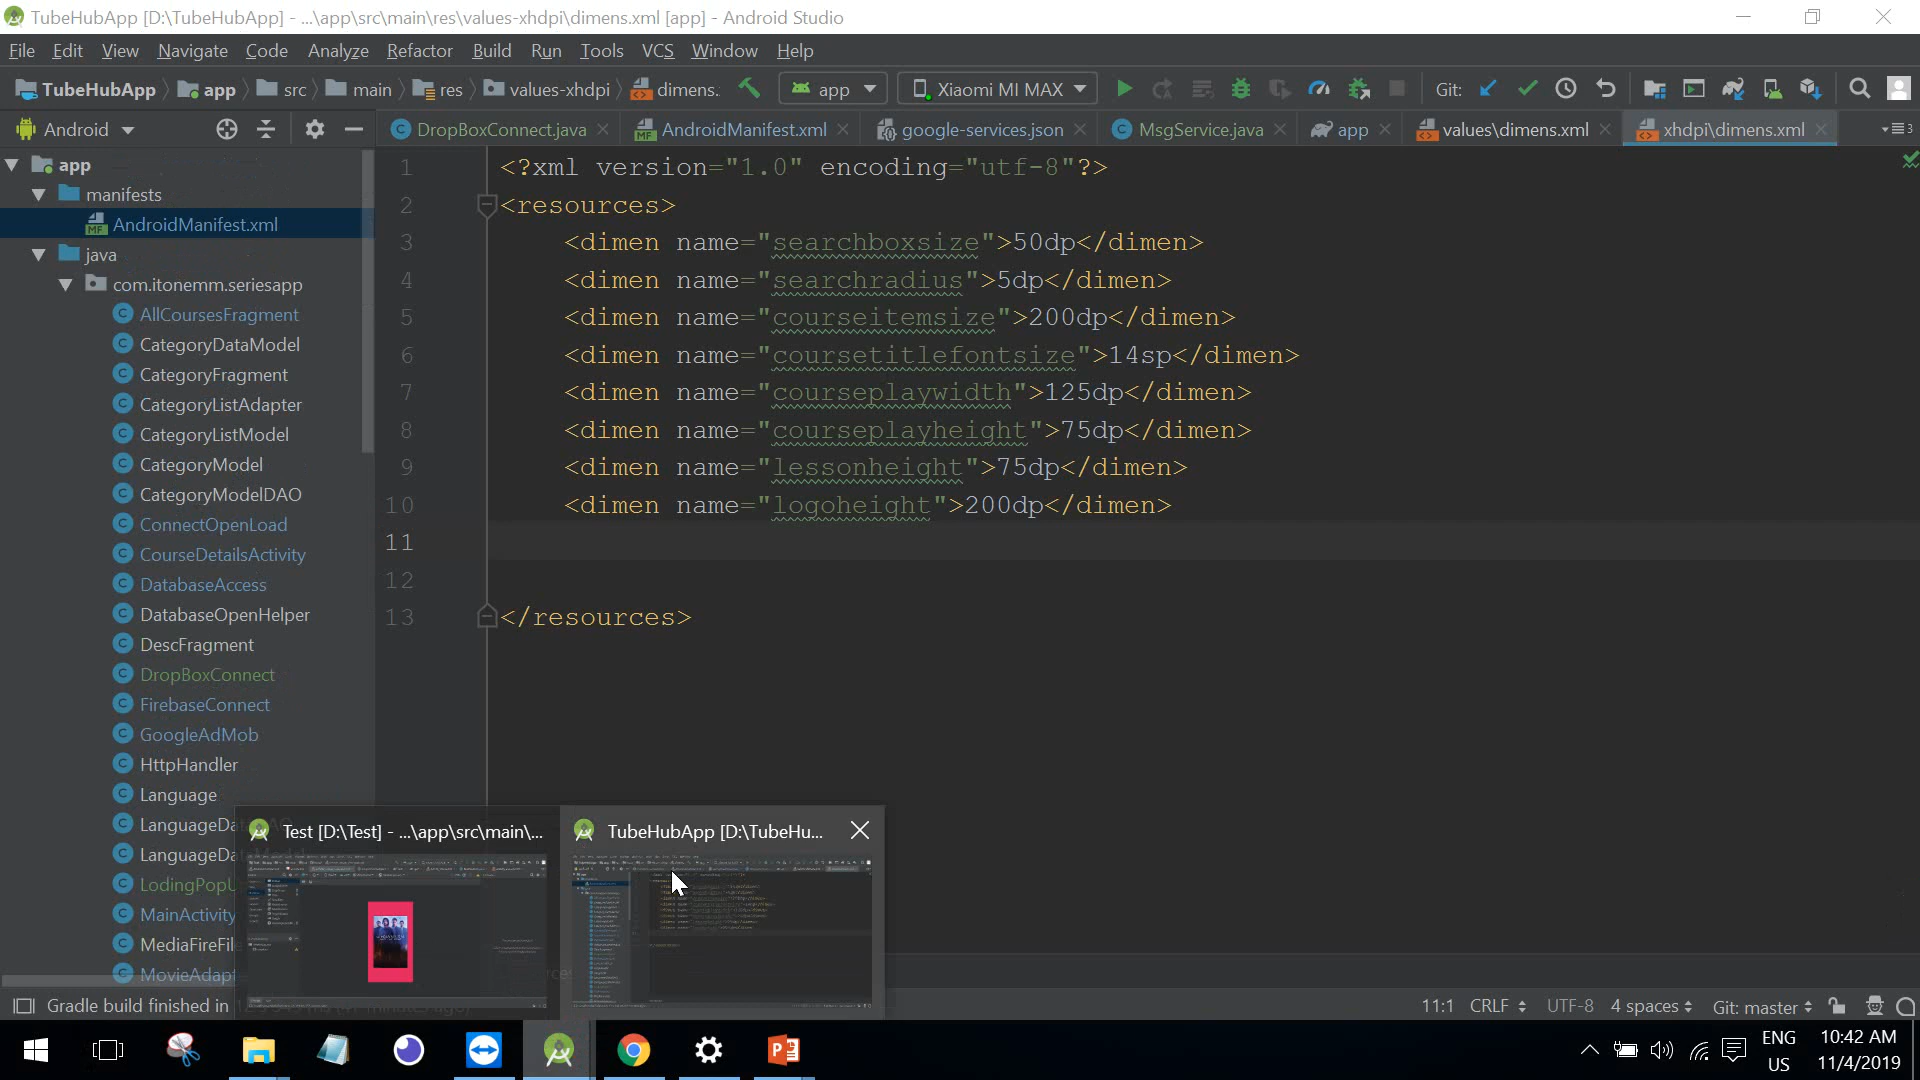 TubeHubApp [D:\TubeHubApp] - ...\app\src\main\res\values-xhdpi\dimens.xml [app] - Android Studio
File Edit View Navigate Code Analyze Refactor Build Run Tools VCS Window Help
TubeHubApp app src main res values-xhdpi dimens. app Xiaomi MI MAX Git:
Android DropBoxConnect.java AndroidManifest.xml google-services.json MsgService.java app values\dimens.xml xhdpi\dimens.xml 3
app
manifests
AndroidManifest.xml
java
com.itonemm.seriesapp
AllCoursesFragment
CategoryDataModel
CategoryFragment
CategoryListAdapter
CategoryListModel
CategoryModel
CategoryModelDAO
ConnectOpenLoad
CourseDetailsActivity
DatabaseAccess
DatabaseOpenHelper
DescFragment
DropBoxConnect
FirebaseConnect
GoogleAdMob
HttpHandler
Language
LanguageDa
LanguageDa
LodingPopU
MainActivity
MediaFireFil
MovieAdapt
1 <?xml version="1.0" encoding="utf-8"?>
2 <resources>
3 <dimen name="searchboxsize">50dp</dimen>
4 <dimen name="searchradius">5dp</dimen>
5 <dimen name="courseitemsize">200dp</dimen>
6 <dimen name="coursetitlefontsize">14sp</dimen>
7 <dimen name="courseplaywidth">125dp</dimen>
8 <dimen name="courseplayheight">75dp</dimen>
9 <dimen name="lessonheight">75dp</dimen>
10 <dimen name="logoheight">200dp</dimen>
11
12
13 </resources>
Test [D:\Test] - ...\app\src\main\... TubeHubApp [D:\TubeHu...
Gradle build finished in 11:1 CRLF UTF-8 4 spaces Git: master
ENG
US
10:42 AM
11/4/2019